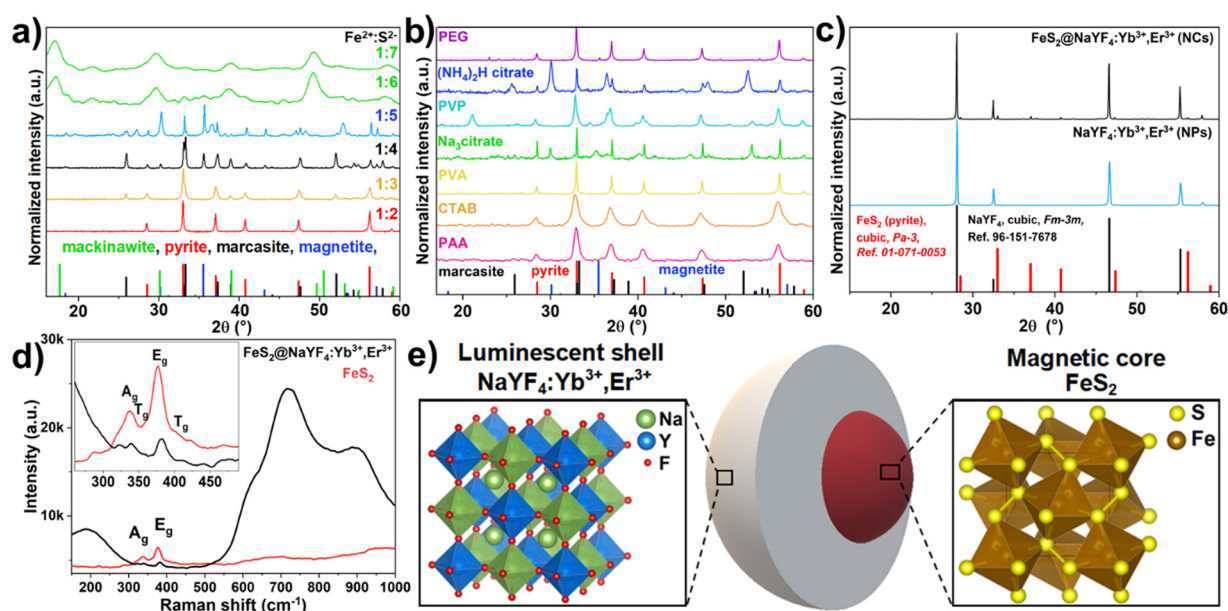 a)
Normalized intensity (a.u.)
Fe²⁺:S²⁻
1:7
1:6
1:5
1:4
1:3
1:2
mackinawite, pyrite, marcasite, magnetite,
20 30 40 50 60
2θ (°)
b)
Normalized intensity (a.u.)
PEG
(NH₄)₂H citrate
PVP
Na₃citrate
PVA
CTAB
PAA
marcasite pyrite magnetite
20 30 40 50 60
2θ (°)
c)
Normalized intensity (a.u.)
FeS₂@NaYF₄:Yb³⁺,Er³⁺ (NCs)
NaYF₄:Yb³⁺,Er³⁺ (NPs)
FeS₂ (pyrite),
cubic, Pa-3,
Ref. 01-071-0053
NaYF₄, cubic, Fm-3m,
Ref. 96-151-7678
20 30 40 50 60
2θ (°)
d)
Intensity (a.u.)
30k
20k
10k
FeS₂@NaYF₄:Yb³⁺,Er³⁺
FeS₂
Eg
Ag
Tg
Tg
300 350 400 450
Ag
Eg
200 300 400 500 600 700 800 900 1000
Raman shift (cm⁻¹)
e)
Luminescent shell
NaYF₄:Yb³⁺,Er³⁺
Na
Y
F
Magnetic core
FeS₂
S
Fe